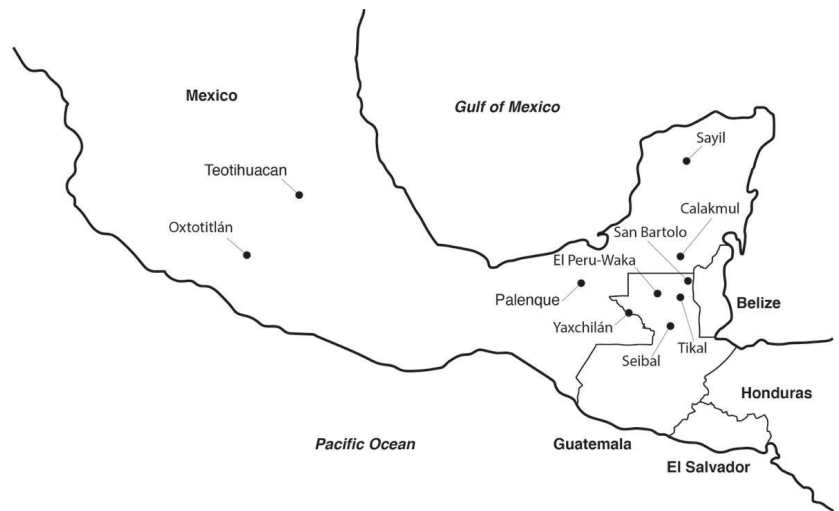 Mexico
Gulf of Mexico
Sayil
Teotihuacan
Calakmul
Oxtotitlán
San Bartolo
El Peru-Waka
Palenque
Belize
Yaxchilán
Tikal
Seibal
Honduras
Pacific Ocean
Guatemala
El Salvador